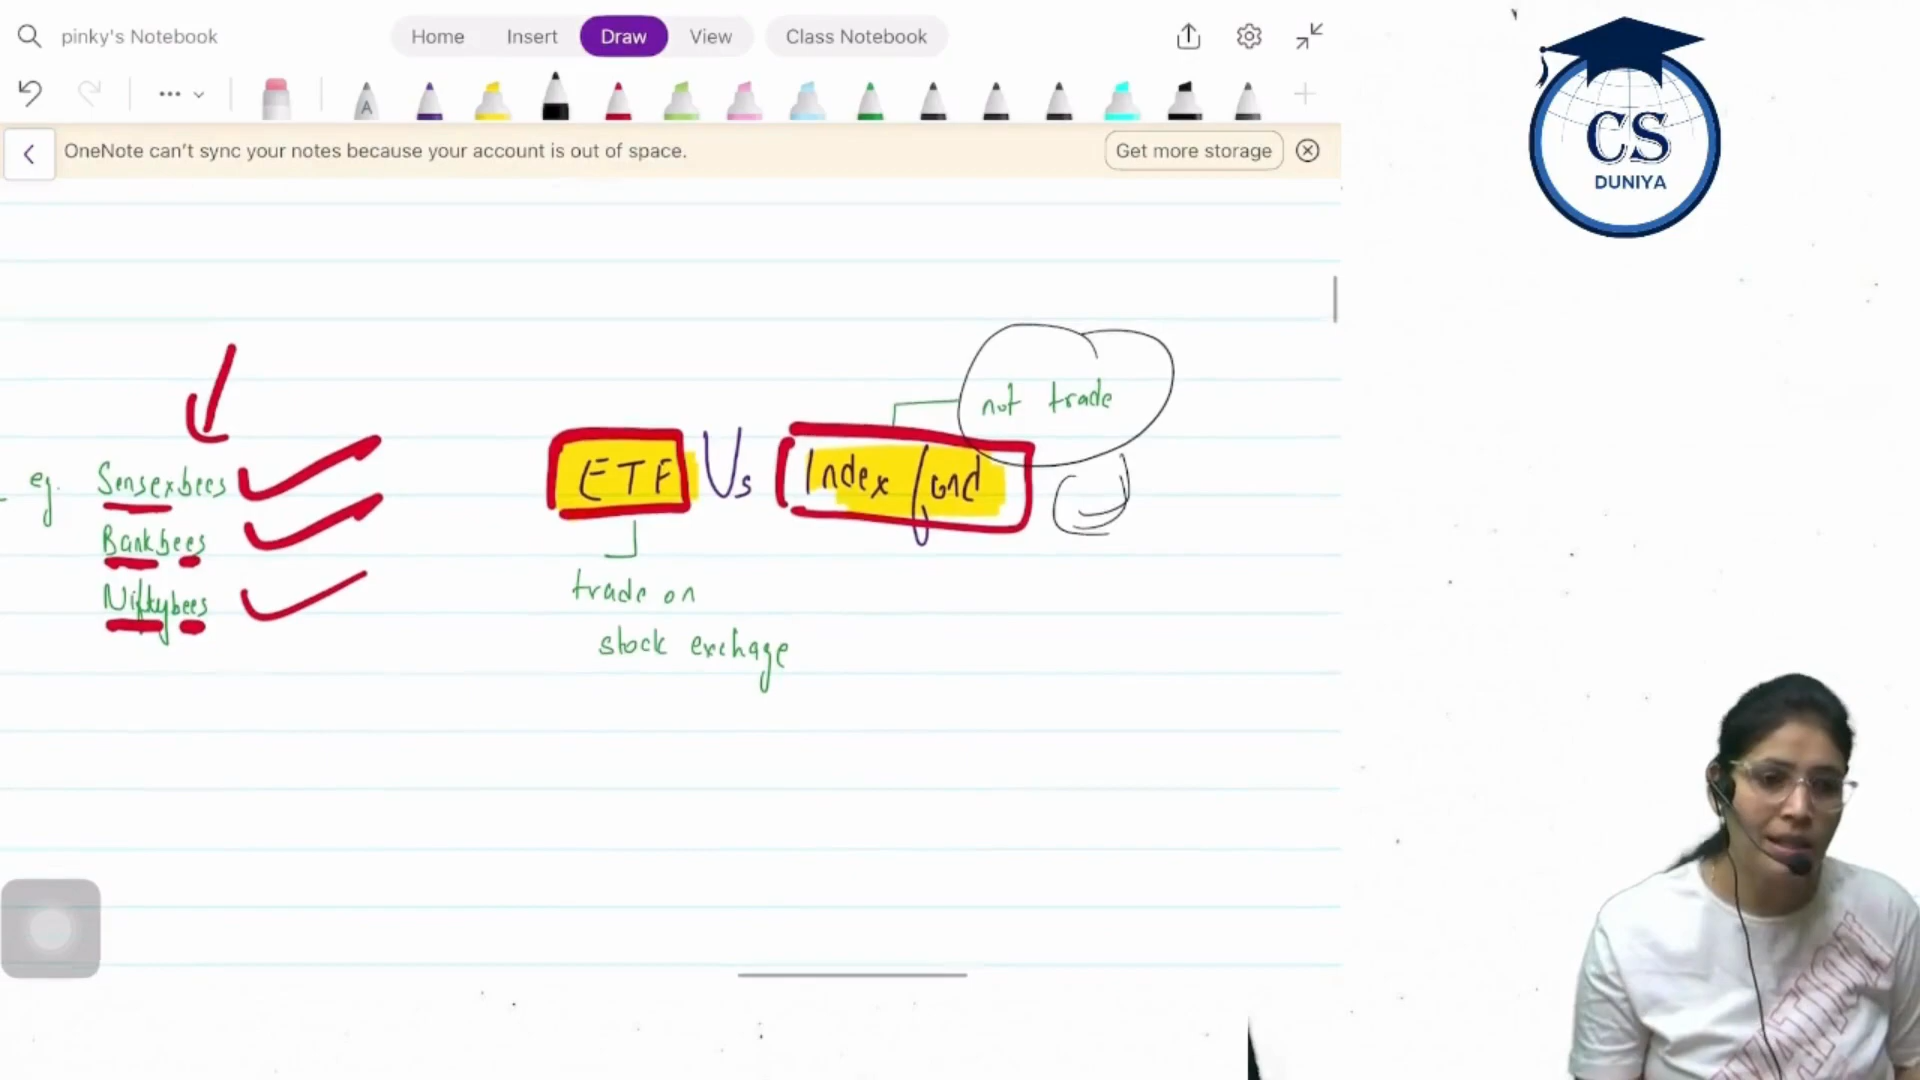 pinky's Notebook
Home Insert Draw View Class Notebook
A
OneNote can't sync your notes because your account is out of space.
Get more storage
CS
DUNIYA
not trade
eg. Sensexbees
Bankbees
Niftybees
ETF Vs Index fund
trade on
stock exchage